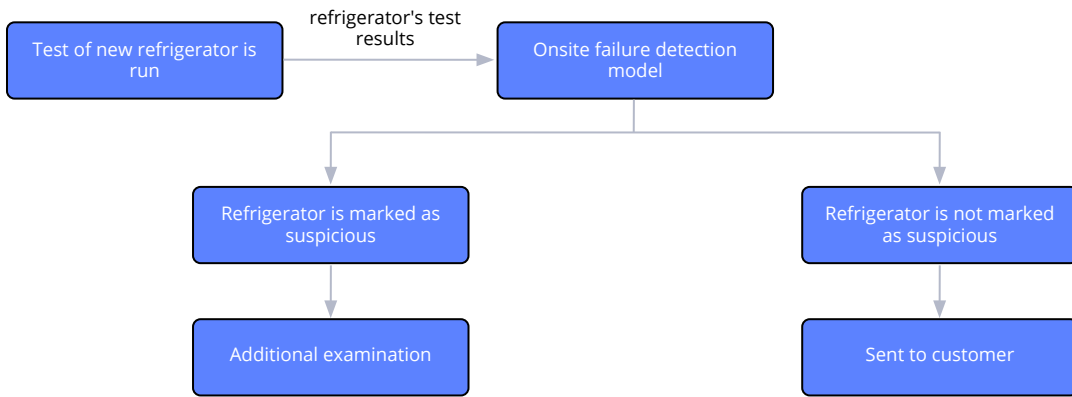 refrigerator's test
results
Test of new refrigerator is
run
Onsite failure detection
model
Refrigerator is marked as
suspicious
Refrigerator is not marked
as suspicious
Additional examination
Sent to customer